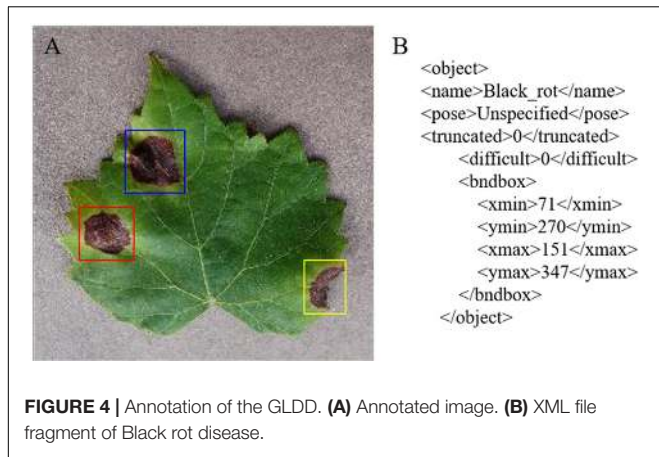 A
B
<object>
<name>Black_rot</name>
<pose>Unspecified</pose>
<truncated>0</truncated>
<difficult>0</difficult>
<bndbox>
<xmin>71</xmin>
<ymin>270</ymin>
<xmax>151</xmax>
<ymax>347</ymax>
</bndbox>
</object>
FIGURE 4 | Annotation of the GLDD. (A) Annotated image. (B) XML file
fragment of Black rot disease.